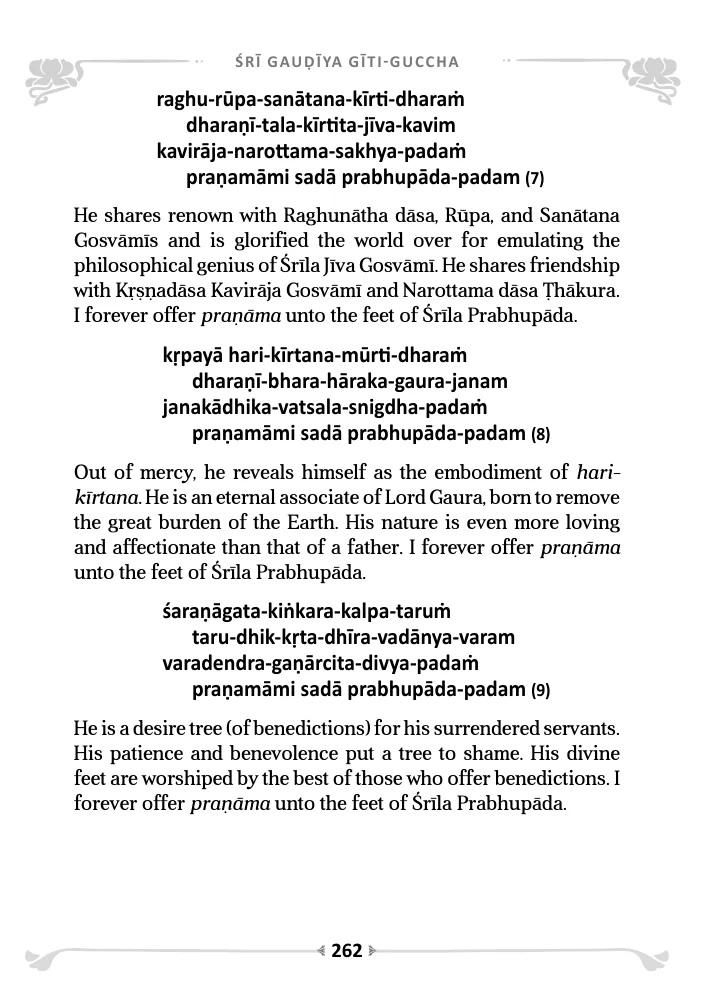 ŚRĪ GAUḌĪYA GĪTI-GUCCHA
raghu-rūpa-sanātana-kīrti-dharaṁ
dharaṇī-tala-kīrtita-jīva-kavim
kavirāja-narottama-sakhya-padaṁ
praṇamāmi sadā prabhupāda-padam (7)
He shares renown with Raghunātha dāsa, Rūpa, and Sanātana
Gosvāmīs and is glorified the world over for emulating the
philosophical genius of Śrīla Jīva Gosvāmī. He shares friendship
with Kṛṣṇadāsa Kavirāja Gosvāmī and Narottama dāsa Ṭhākura.
I forever offer praṇāma unto the feet of Śrīla Prabhupāda.
kṛpayā hari-kīrtana-mūrti-dharaṁ
dharaṇī-bhara-hāraka-gaura-janam
janakādhika-vatsala-snigdha-padaṁ
praṇamāmi sadā prabhupāda-padam (8)
Out of mercy, he reveals himself as the embodiment of hari-
kīrtana. He is an eternal associate of Lord Gaura, born to remove
the great burden of the Earth. His nature is even more loving
and affectionate than that of a father. I forever offer praṇāma
unto the feet of Śrīla Prabhupāda.
śaraṇāgata-kiṅkara-kalpa-taruṁ
taru-dhik-kṛta-dhīra-vadānya-varam
varadendra-gaṇārcita-divya-padaṁ
praṇamāmi sadā prabhupāda-padam (9)
He is a desire tree (of benedictions) for his surrendered servants.
His patience and benevolence put a tree to shame. His divine
feet are worshiped by the best of those who offer benedictions. I
forever offer praṇāma unto the feet of Śrīla Prabhupāda.
262